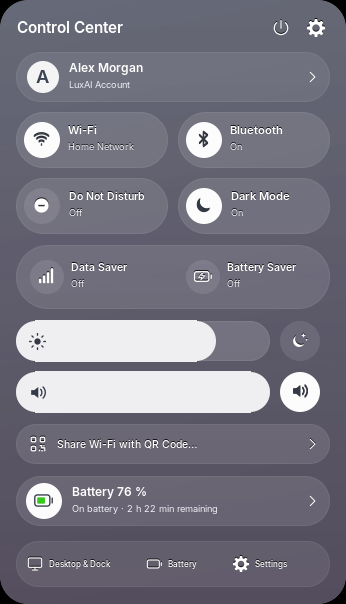 Control Center
A
Alex Morgan
LuxAI Account
Wi-Fi
Home Network
Bluetooth
On
Do Not Disturb
Off
Dark Mode
On
Data Saver
Off
Battery Saver
Off
Share Wi-Fi with QR Code...
Battery 76 %
On battery · 2 h 22 min remaining
Desktop & Dock
Battery
Settings